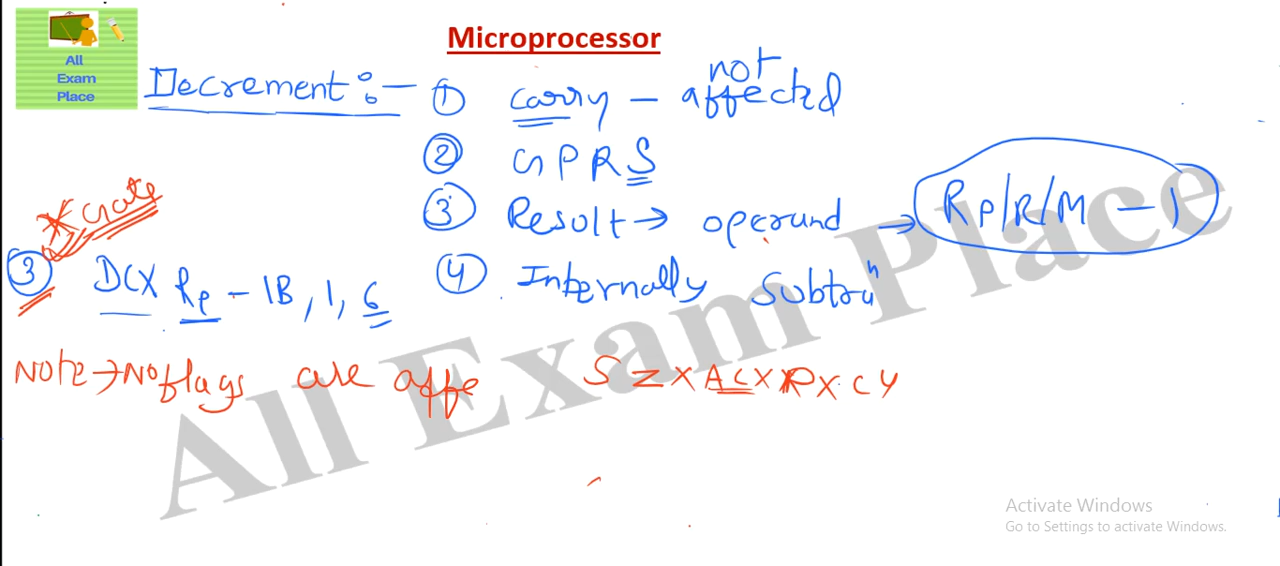 Microprocessor
All
Exam
Place
Decrement :- ① carry - not affected
② GPRS
③ Result → operand → Rp/R/M - 1
* Gate
③ DCX Rp - 1B, 1, 6
④ Internally Subtraⁿ
Note → No flags are affe
S Z X AC X P X CY
All Exam Place
Activate Windows
Go to Settings to activate Windows.